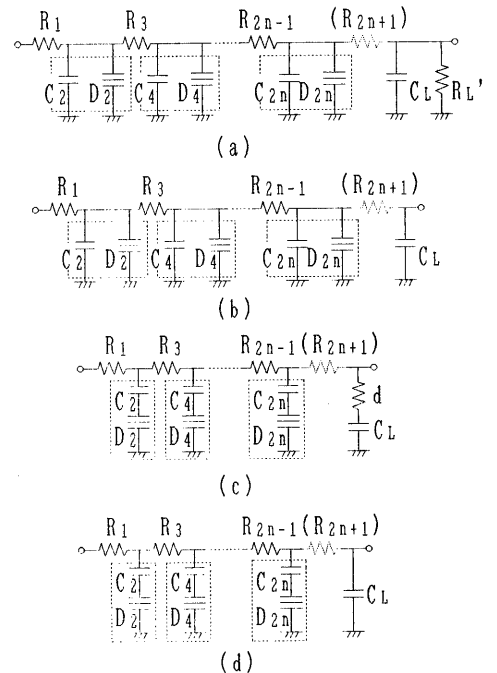 R1 R3 R2n-1 (R2n+1)
C2 D2 C4 D4 C2n D2n CL RL'
(a)
R1 R3 R2n-1 (R2n+1)
C2 D2 C4 D4 C2n D2n CL
(b)
R1 R3 R2n-1 (R2n+1)
C2 C4 C2n d
D2 D4 D2n CL
(c)
R1 R3 R2n-1 (R2n+1)
C2 C4 C2n CL
D2 D4 D2n
(d)